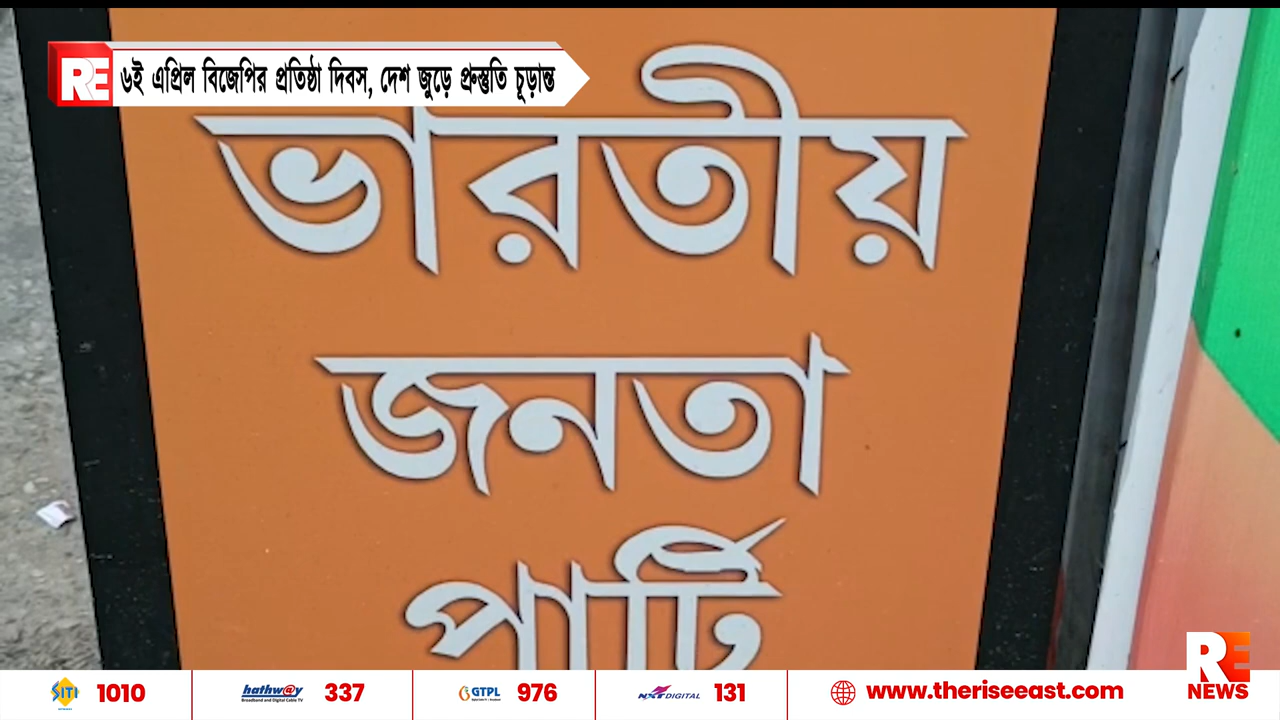 RE ৬ই এপ্রিল বিজেপির প্রতিষ্ঠা দিবস, দেশ জুড়ে প্রস্তুতি চূড়ান্ত
ভারতীয়
জনতা
পার্টি
SITI 1010 hathw@y Broadband and Digital Cable TV 337 GTPL 976 NXT DIGITAL 131 www.theriseeast.com RE NEWS